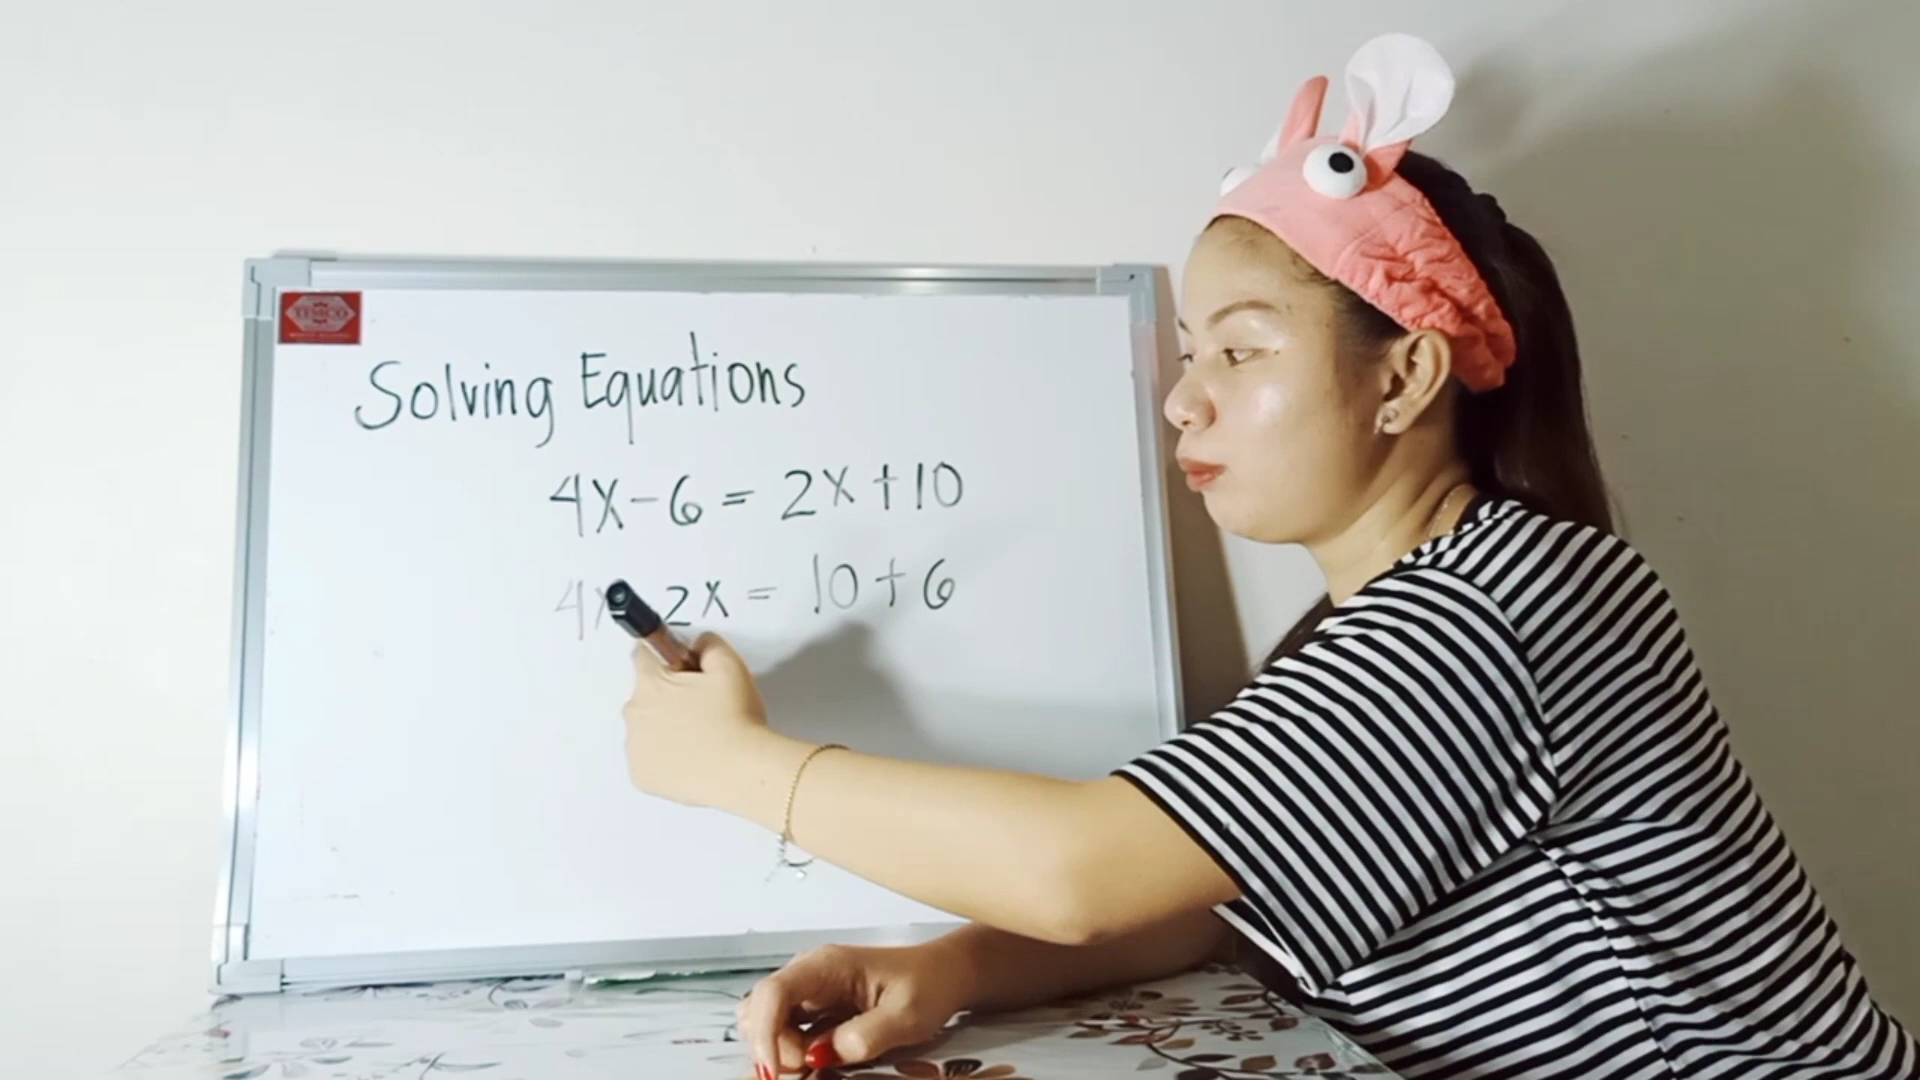 Solving Equations
4x - 6 = 2x + 10
4x 2x = 10 + 6